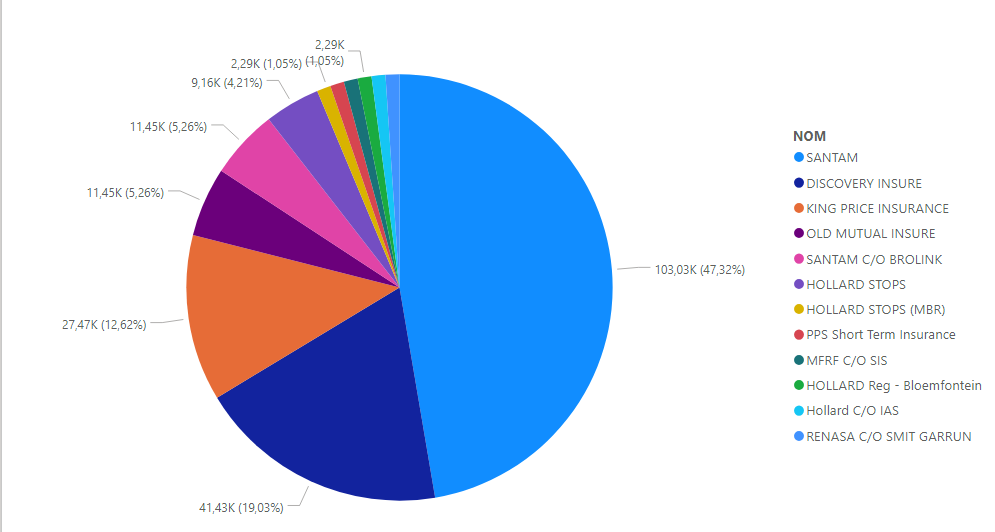 2,29K
(1,05%)
2,29K (1,05%)
9,16K (4,21%)
11,45K (5,26%)
11,45K (5,26%)
27,47K (12,62%)
41,43K (19,03%)
103,03K (47,32%)
NOM
SANTAM
DISCOVERY INSURE
KING PRICE INSURANCE
OLD MUTUAL INSURE
SANTAM C/O BROLINK
HOLLARD STOPS
HOLLARD STOPS (MBR)
PPS Short Term Insurance
MFRF C/O SIS
HOLLARD Reg - Bloemfontein
Hollard C/O IAS
RENASA C/O SMIT GARRUN